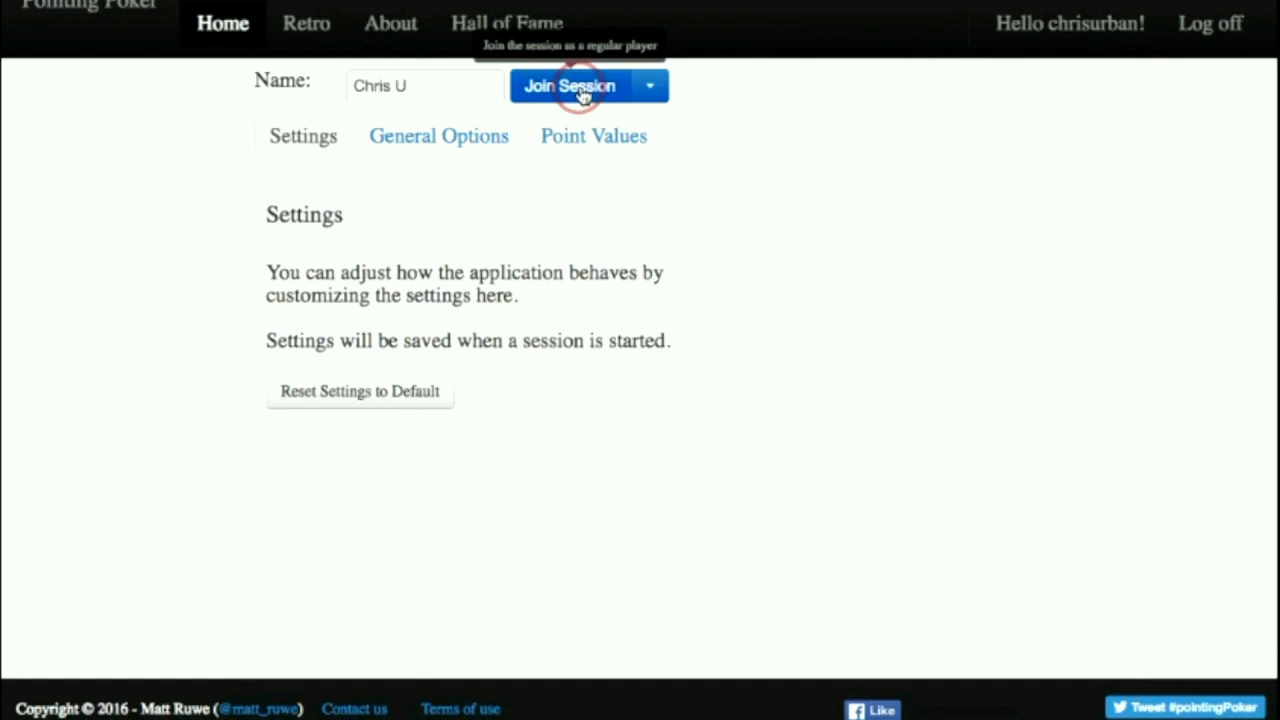 Pointing Poker
Home Retro About Hall of Fame Hello chrisurban! Log off
Join the session as a regular player
Name: Chris U Join Session
Settings General Options Point Values
Settings
You can adjust how the application behaves by
customizing the settings here.
Settings will be saved when a session is started.
Reset Settings to Default
Copyright © 2016 - Matt Ruwe (@matt_ruwe) Contact us Terms of use Like Tweet #pointingPoker